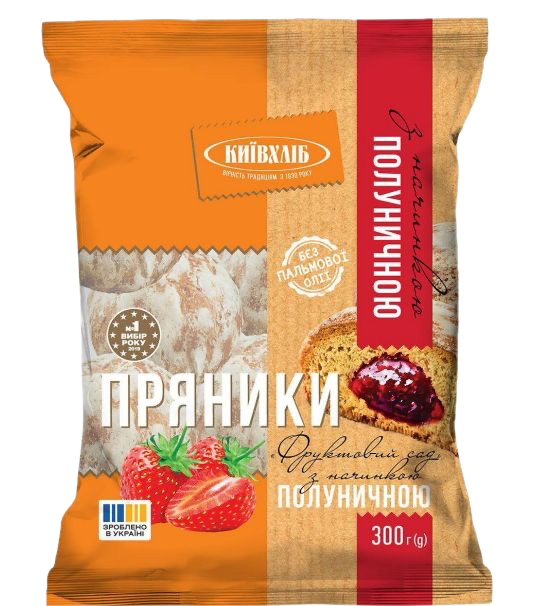 КИЇВХЛІБ
ВІРНІСТЬ ТРАДИЦІЯМ З 1930 РОКУ
З начинкою
ПОЛУНИЧНОЮ
БЕЗ
ПАЛЬМОВОЇ
ОЛІЇ
№1
ВИБІР
РОКУ
2019
ПРЯНИКИ
«Фруктовий сад»
з начинкою
ПОЛУНИЧНОЮ
ЗРОБЛЕНО
В УКРАЇНІ
300 г (g)